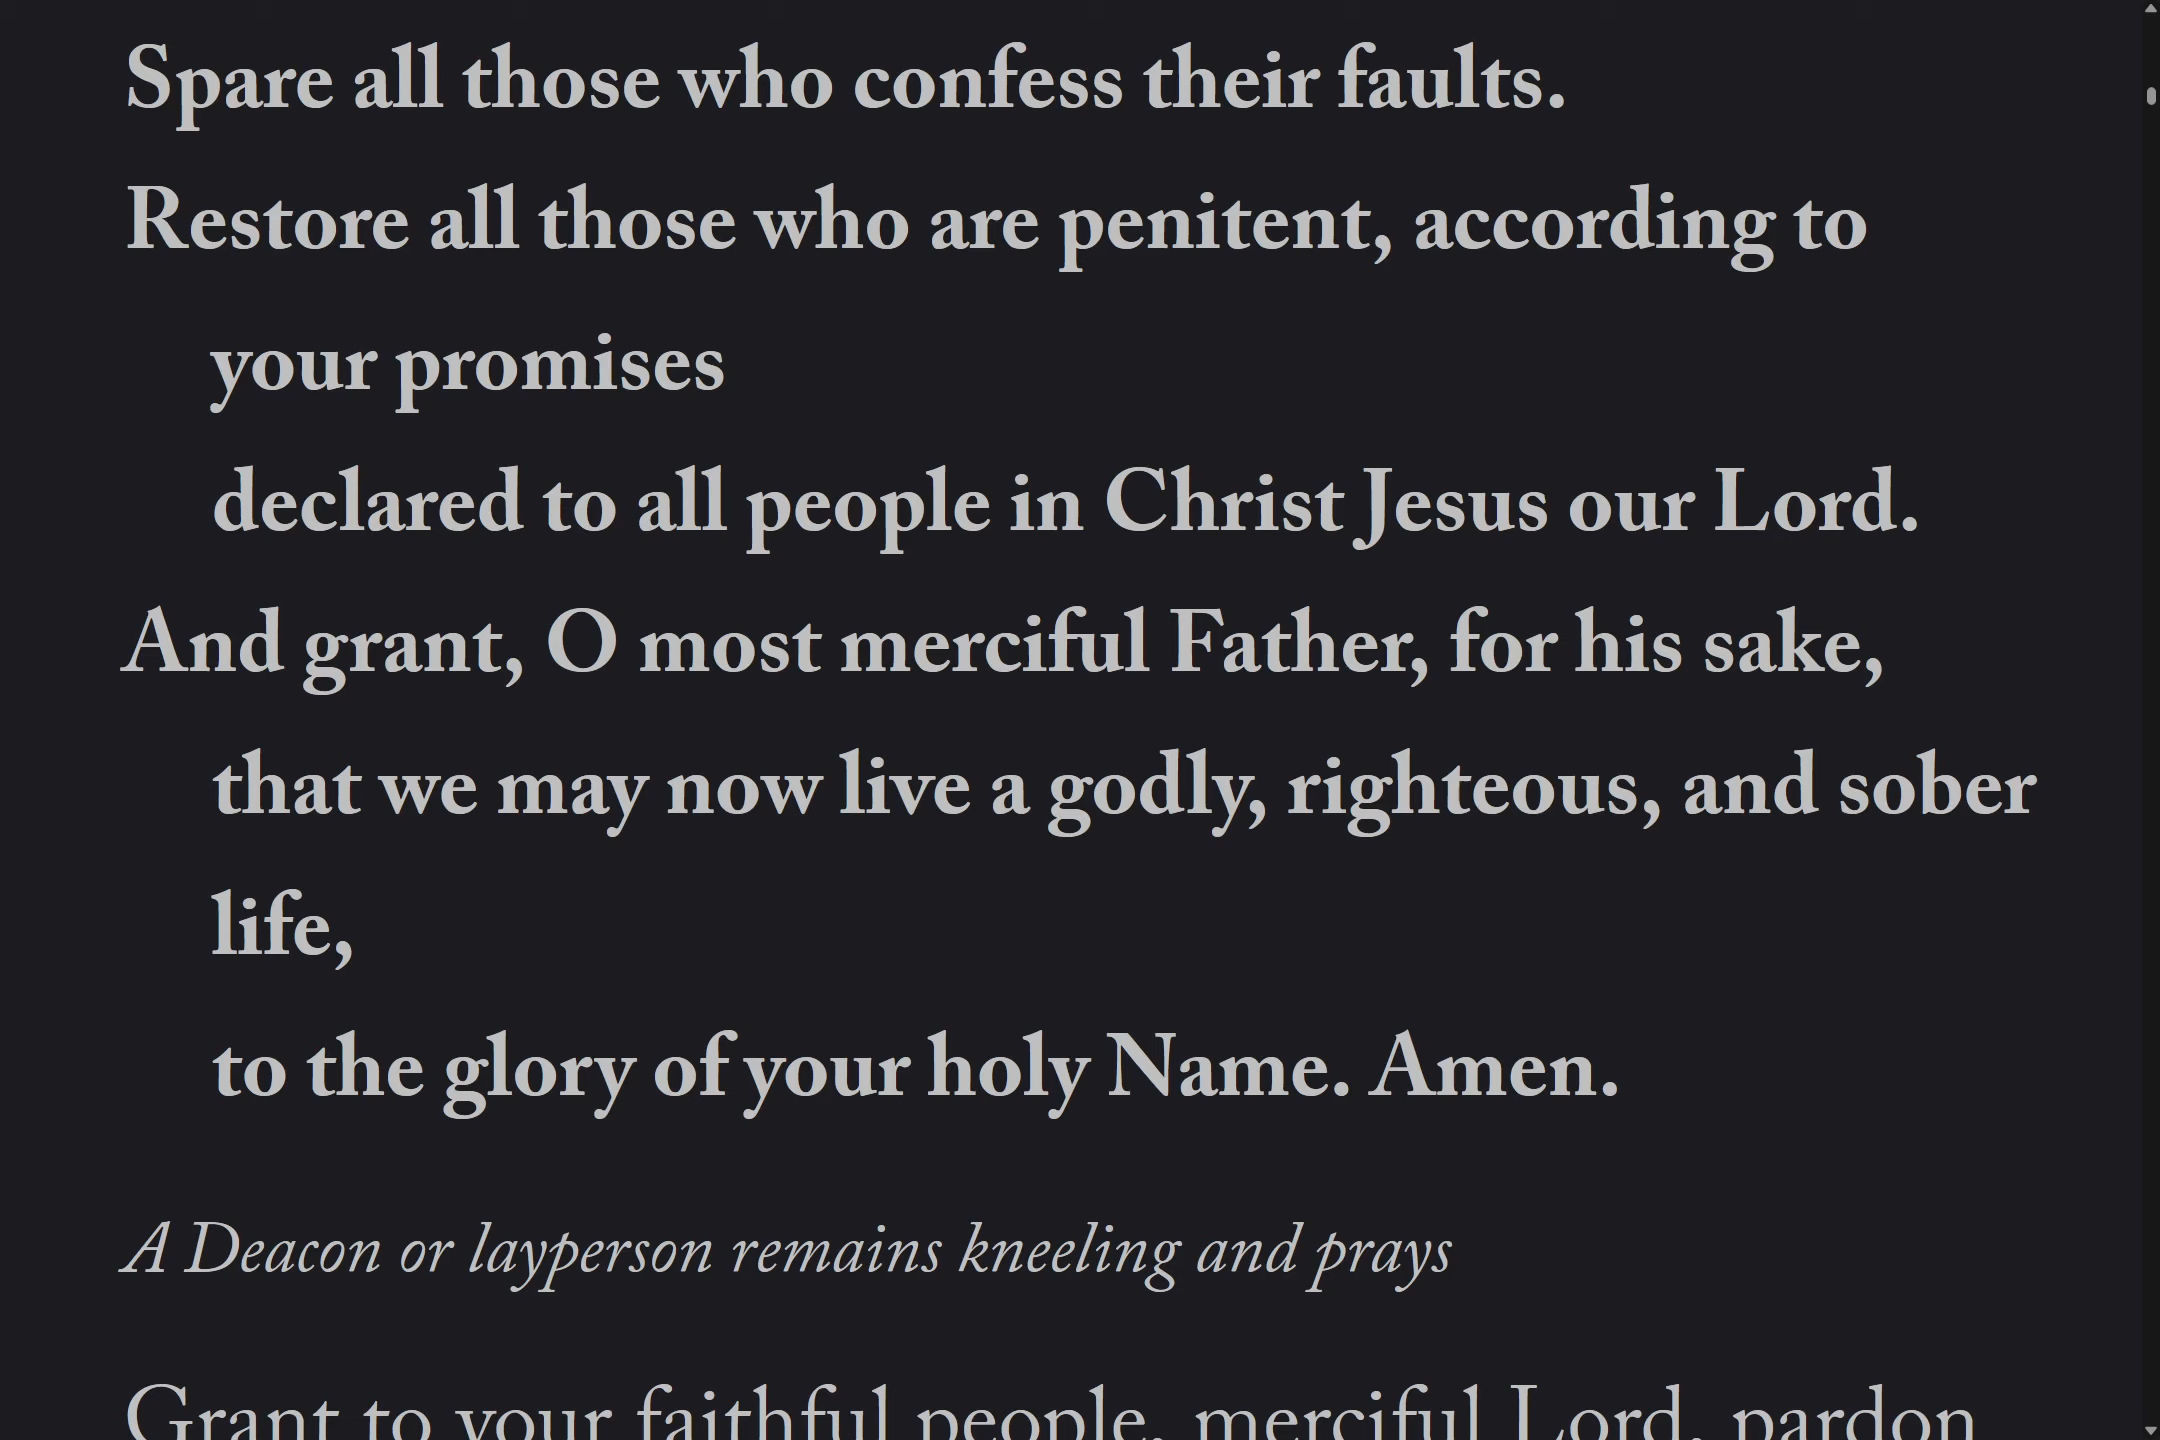 Spare all those who confess their faults.
Restore all those who are penitent, according to
your promises
declared to all people in Christ Jesus our Lord.
And grant, O most merciful Father, for his sake,
that we may now live a godly, righteous, and sober
life,
to the glory of your holy Name. Amen.
A Deacon or layperson remains kneeling and prays
Grant to your faithful people, merciful Lord, pardon